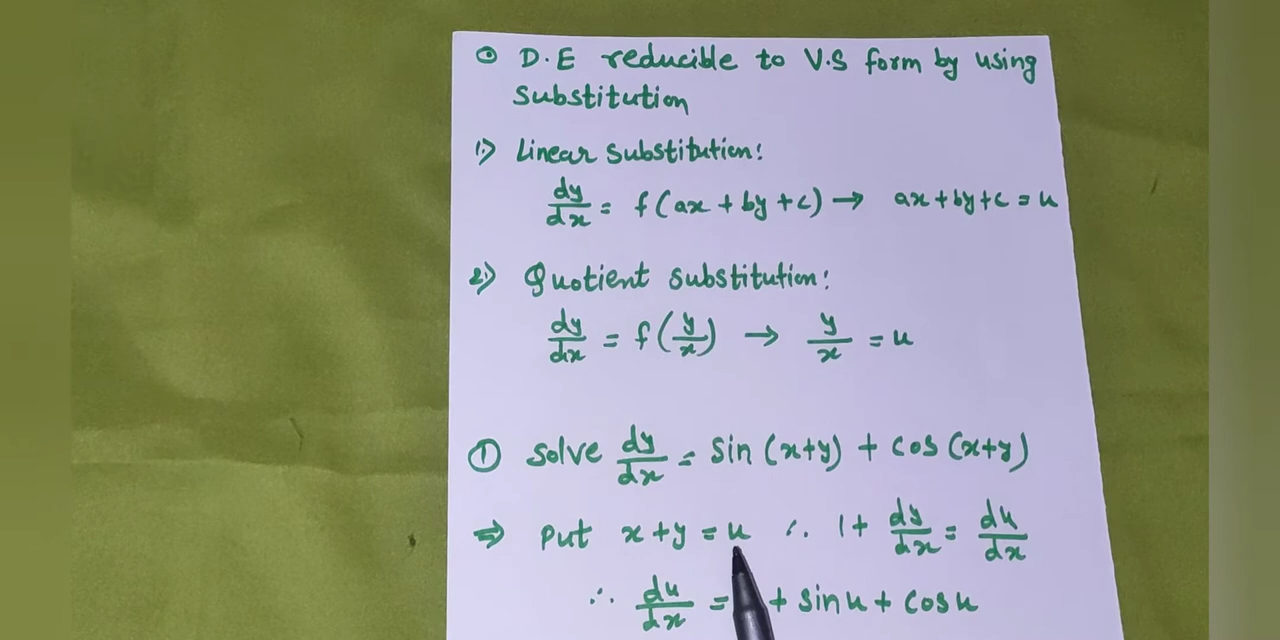 ⊙ D.E reducible to V.S form by using
Substitution
1.) Linear Substitution:
dy/dx = f(ax + by + c) → ax + by + c = u
2.) Quotient Substitution:
dy/dx = f(y/x) → y/x = u
① Solve dy/dx = Sin (x+y) + cos (x+y)
⇒ Put x + y = u ∴ 1 + dy/dx = du/dx
∴ du/dx = + sin u + cos u